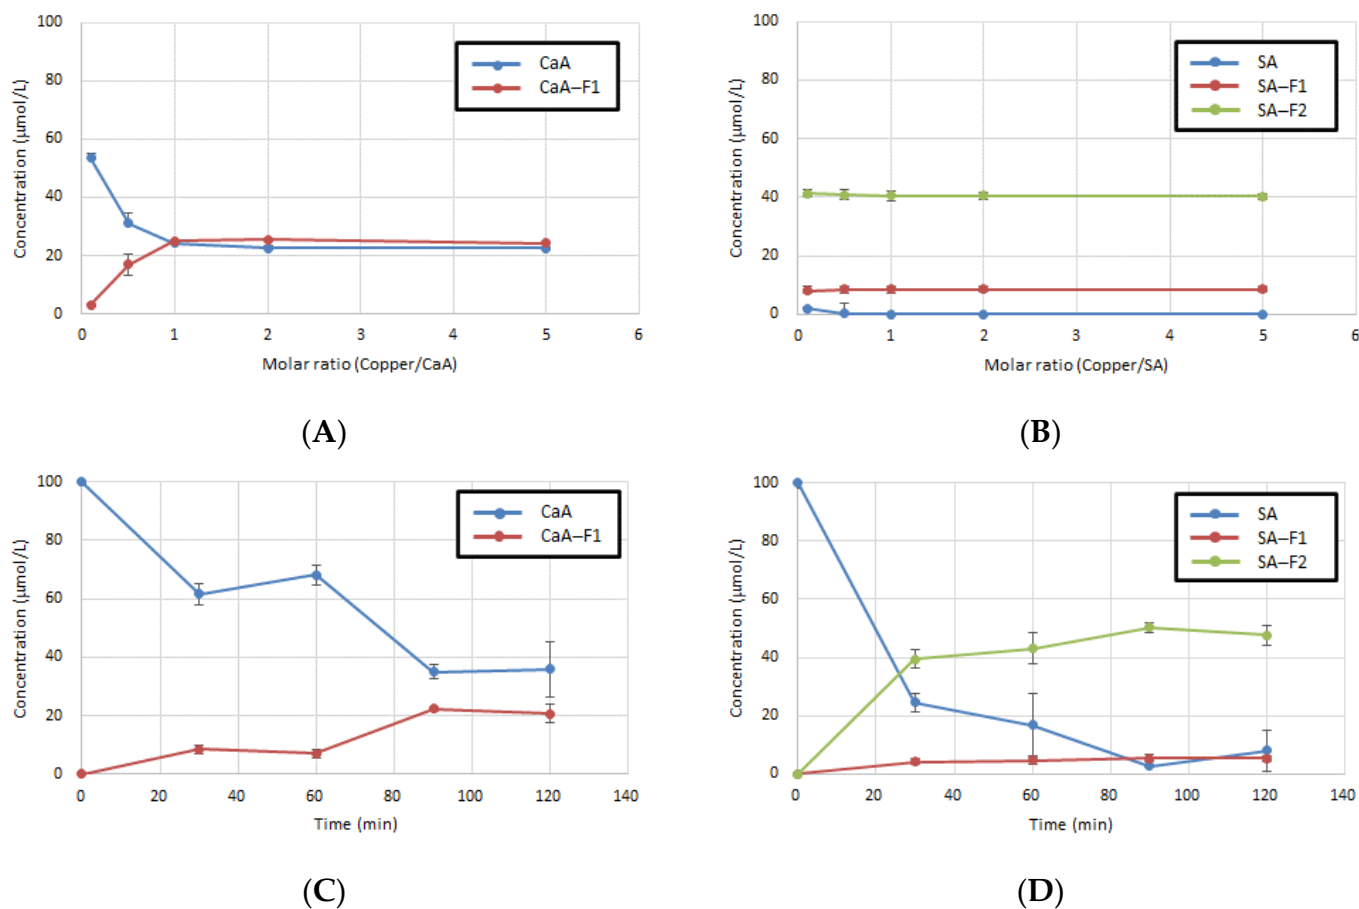 Concentration (µmol/L)
100
80
60
40
20
0
CaA
CaA–F1
0 1 2 3 4 5 6
Molar ratio (Copper/CaA)
(A)
Concentration (µmol/L)
100
80
60
40
20
0
SA
SA–F1
SA–F2
0 1 2 3 4 5 6
Molar ratio (Copper/SA)
(B)
Concentration (µmol/L)
100
80
60
40
20
0
CaA
CaA–F1
0 20 40 60 80 100 120 140
Time (min)
(C)
Concentration (µmol/L)
100
80
60
40
20
0
SA
SA–F1
SA–F2
0 20 40 60 80 100 120 140
Time (min)
(D)